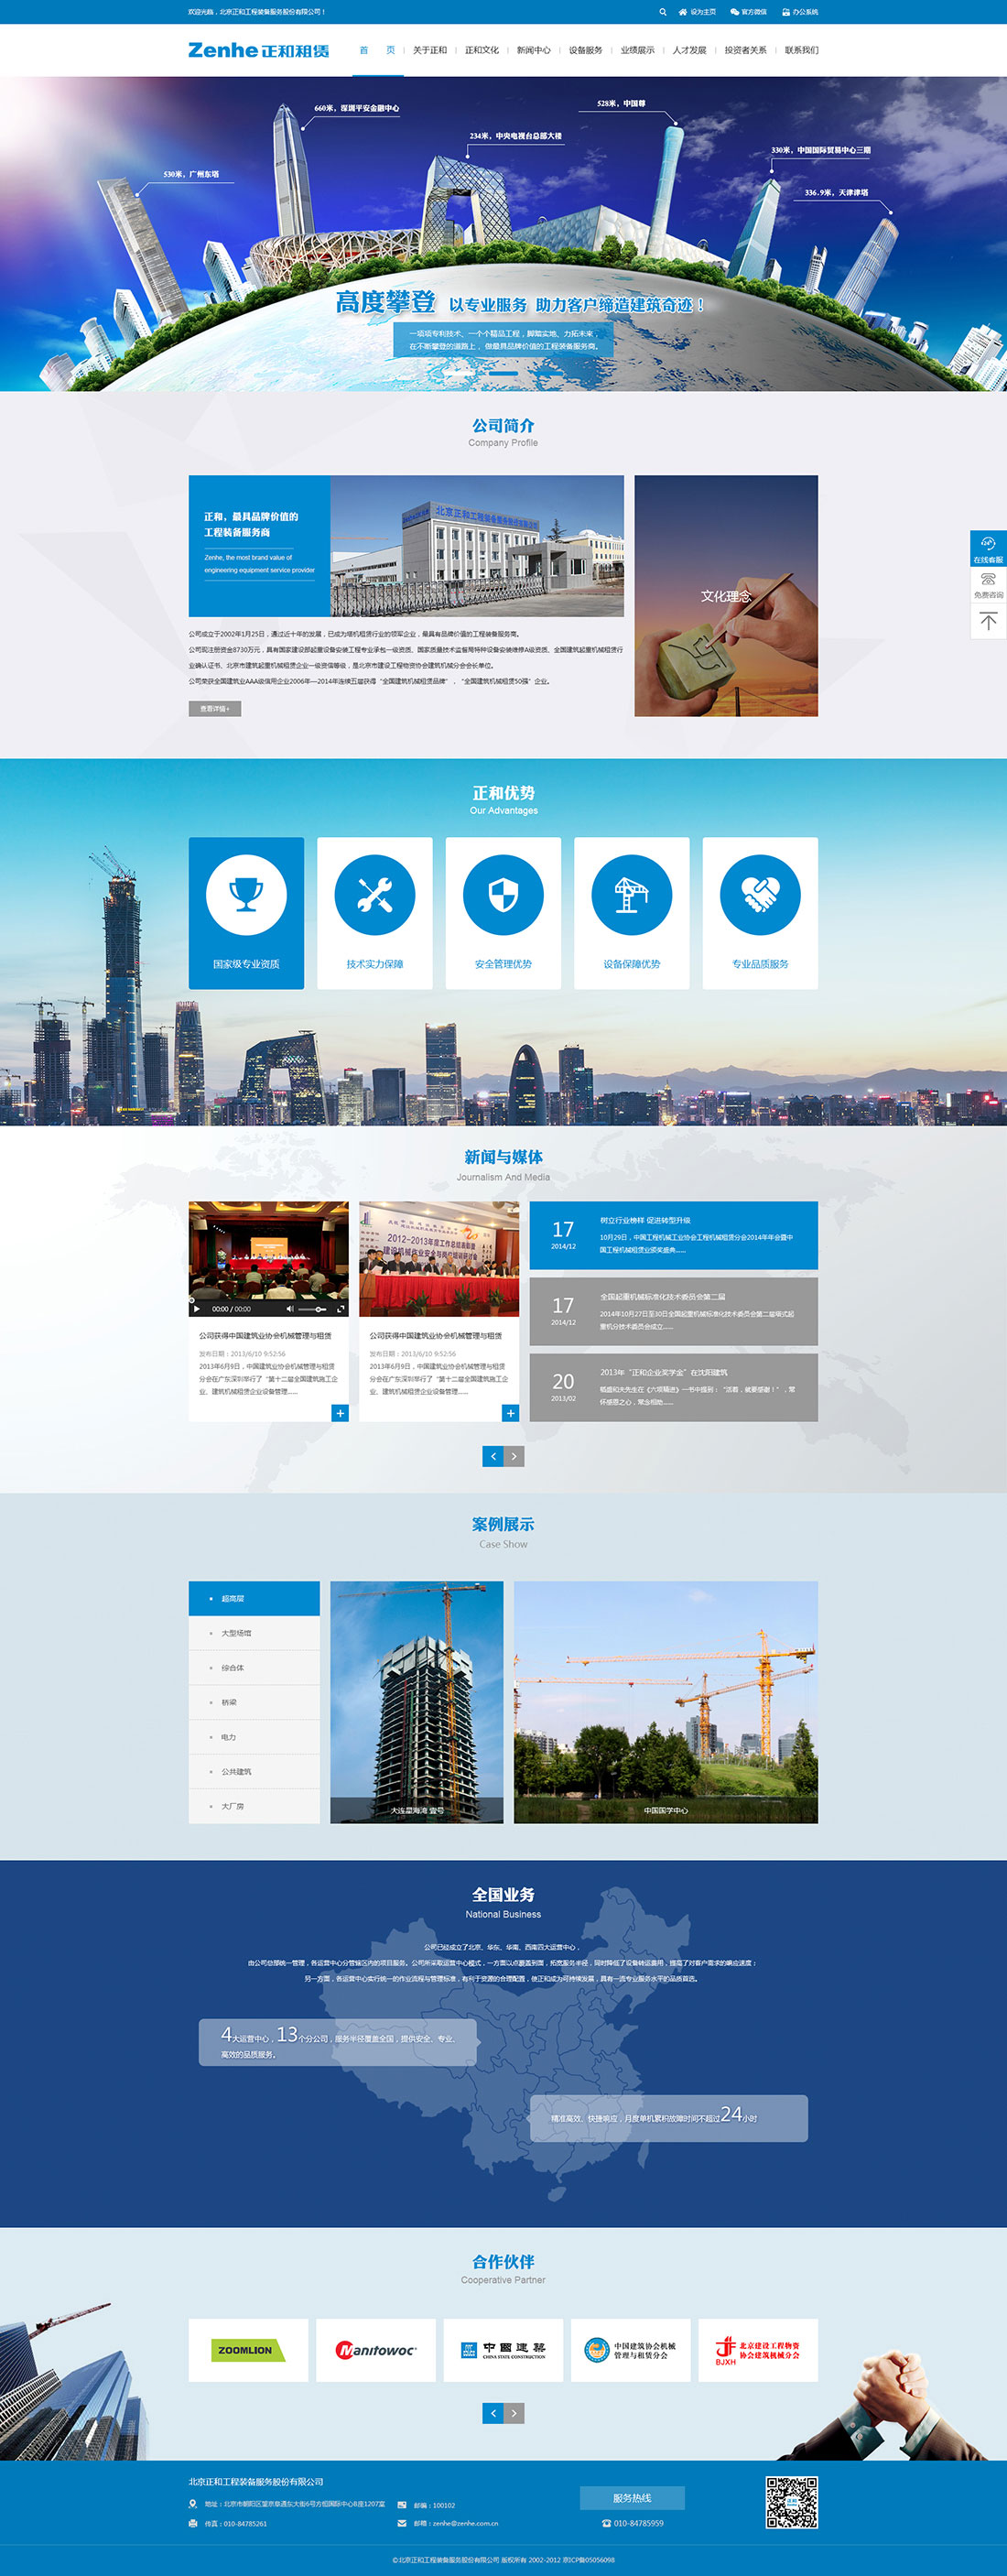 欢迎光临，北京正和工程装备服务股份有限公司！
设为主页
官方微信
办公系统
Zenhe 正和租赁
首 页
关于正和
正和文化
新闻中心
设备服务
业绩展示
人才发展
投资者关系
联系我们
530米，广州东塔
660米，深圳平安金融中心
234米，中央电视台总部大楼
528米，中国尊
330米，中国国际贸易中心三期
336.9米，天津津塔
高度攀登 以专业服务 助力客户缔造建筑奇迹！
一项项专利技术、一个个精品工程，脚踏实地、力拓未来，
在不断攀登的道路上，做最具品牌价值的工程装备服务商。
公司简介
Company Profile
正和，最具品牌价值的
工程装备服务商
Zenhe, the most brand value of
engineering equipment service provider
北京正和工程装备服务股份有限公司
文化理念
公司成立于2002年1月25日，通过近十年的发展，已成为塔机租赁行业的领军企业，最具有品牌价值的工程装备服务商。
公司现注册资金8730万元，具有国家建设部起重设备安装工程专业承包一级资质、国家质量技术监督局特种设备安装维修A级资质、全国建筑起重机械租赁行
业确认证书、北京市建筑起重机械租赁企业一级资信等级，是北京市建设工程物资协会建筑机械分会会长单位。
公司荣获全国建筑业AAA级信用企业2006年—2014年连续五届获得“全国建筑机械租赁品牌”，“全国建筑机械租赁50强”企业。
查看详情+
在线客服
免费咨询
正和优势
Our Advantages
国家级专业资质
技术实力保障
安全管理优势
设备保障优势
专业品质服务
新闻与媒体
Journalism And Media
00:00 / 00:00
公司获得中国建筑业协会机械管理与租赁
发布日期：2013/6/10 9:52:56
2013年6月9日，中国建筑业协会机械管理与租赁
分会在广东深圳举行了“第十二届全国建筑施工企
业、建筑机械租赁企业设备管理......
2012-2013年度工作总结表彰暨
建设机械作业安全与岗位培训研讨会
公司获得中国建筑业协会机械管理与租赁
发布日期：2013/6/10 9:52:56
2013年6月9日，中国建筑业协会机械管理与租赁
分会在广东深圳举行了“第十二届全国建筑施工企
业、建筑机械租赁企业设备管理......
17
2014/12
树立行业榜样 促进转型升级
10月29日，中国工程机械工业协会工程机械租赁分会2014年年会暨中
国工程机械租赁业颁奖盛典......
17
2014/12
全国起重机械标准化技术委员会第二届
2014年10月27日至30日全国起重机械标准化技术委员会第二届塔式起
重机分技术委员会成立......
20
2013/02
2013年“正和企业奖学金”在沈阳建筑
稻盛和夫先生在《六项精进》一书中提到：“活着，就要感谢！”，常
怀感恩之心，常念相助......
案例展示
Case Show
超高层
大型场馆
综合体
桥梁
电力
公共建筑
大厂房
大连星海湾 壹号
中国国学中心
全国业务
National Business
公司已经成立了北京、华东、华南、西南四大运营中心，
由公司总部统一管理，各运营中心分管辖区内的项目服务。公司所采取运营中心模式，一方面以点覆盖到面，拓宽服务半径，同时降低了设备转运费用，提高了对客户需求的响应速度；
另一方面，各运营中心实行统一的作业流程与管理标准，有利于资源的合理配置，使正和成为可持续发展，具有一流专业服务水平的品质首选。
4大运营中心，13个分公司，服务半径覆盖全国，提供安全、专业、
高效的品质服务。
精准高效、快捷响应，月度单机累积故障时间不超过24小时
合作伙伴
Cooperative Partner
ZOOMLION
Manitowoc
中國建築
CHINA STATE CONSTRUCTION
中国建筑协会机械
管理与租赁分会
BJXH
北京建设工程物资
协会建筑机械分会
北京正和工程装备服务股份有限公司
地址：北京市朝阳区望京阜通东大街6号方恒国际中心B座1207室
邮编：100102
传真：010-84785261
邮箱：zenhe@zenhe.com.cn
服务热线
010-84785959
©北京正和工程装备服务股份有限公司 版权所有 2002-2012 京ICP备05056098